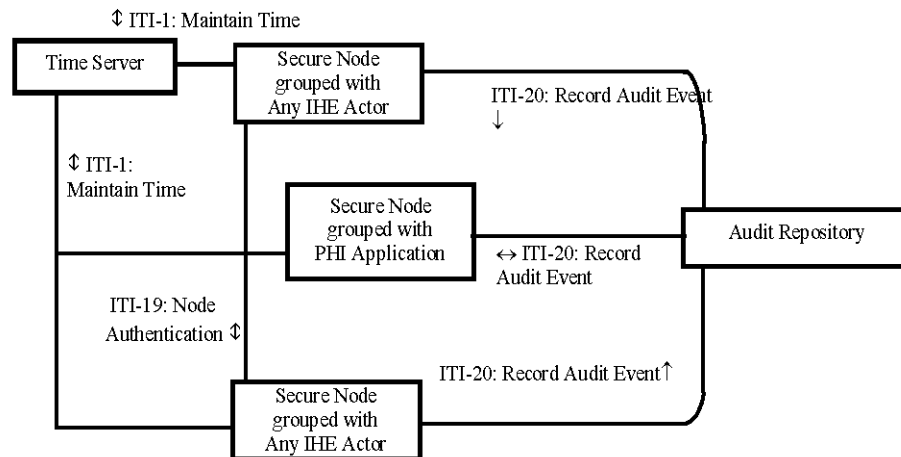 ↕ ITI-1: Maintain Time
Time Server
Secure Node
grouped with
Any IHE Actor
ITI-20: Record Audit Event
↓
↕ ITI-1:
Maintain Time
Secure Node
grouped with
PHI Application
Audit Repository
↔ ITI-20: Record
Audit Event
ITI-19: Node
Authentication ↕
ITI-20: Record Audit Event↑
Secure Node
grouped with
Any IHE Actor